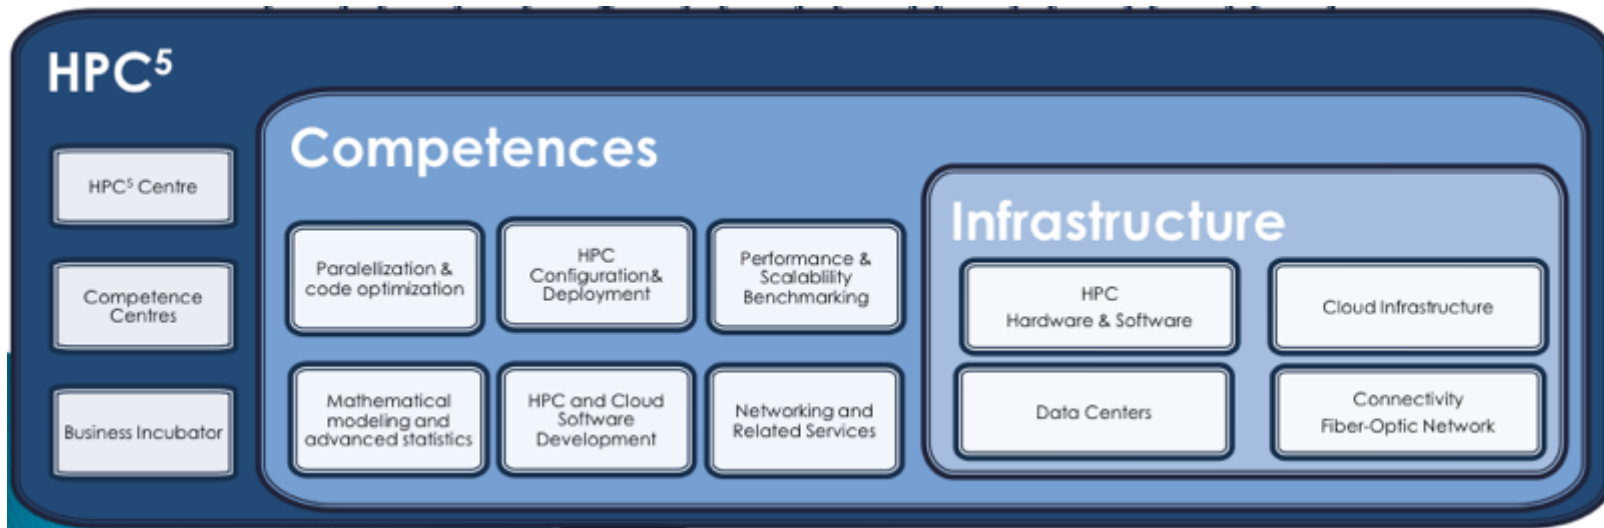 HPC⁵
HPC⁵ Centre
Competence
Centres
Business Incubator
Competences
Paralellization &
code optimization
HPC
Configuration&
Deployment
Performance &
Scalablility
Benchmarking
Mathematical
modeling and
advanced statistics
HPC and Cloud
Software
Development
Networking and
Related Services
Infrastructure
HPC
Hardware & Software
Cloud Infrastructure
Data Centers
Connectivity
Fiber-Optic Network